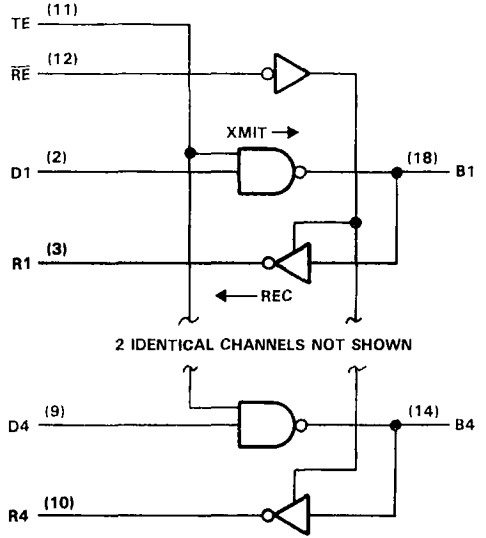 TE (11)
R̅E̅ (12)
XMIT →
D1 (2) (18) B1
R1 (3)
← REC
2 IDENTICAL CHANNELS NOT SHOWN
D4 (9) (14) B4
R4 (10)